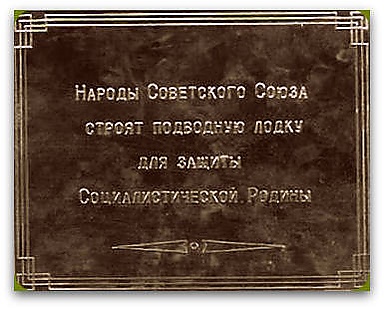 Народы Советского Союза
строят подводную лодку
для защиты
Социалистической Родины